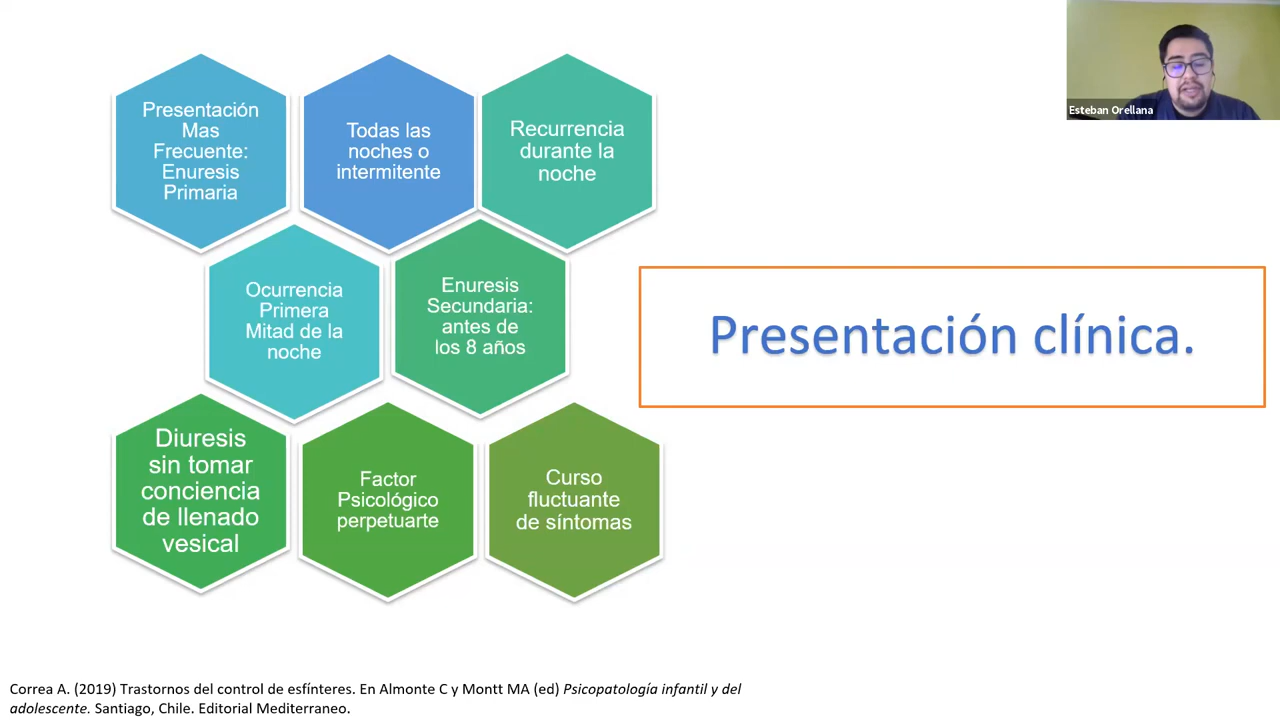 Presentación
Mas
Frecuente:
Enuresis
Primaria
Todas las
noches o
intermitente
Recurrencia
durante la
noche
Ocurrencia
Primera
Mitad de la
noche
Enuresis
Secundaria:
antes de
los 8 años
Diuresis
sin tomar
conciencia
de llenado
vesical
Factor
Psicológico
perpetuarte
Curso
fluctuante
de síntomas
Presentación clínica.
Esteban Orellana
Correa A. (2019) Trastornos del control de esfínteres. En Almonte C y Montt MA (ed) Psicopatología infantil y del
adolescente. Santiago, Chile. Editorial Mediterraneo.